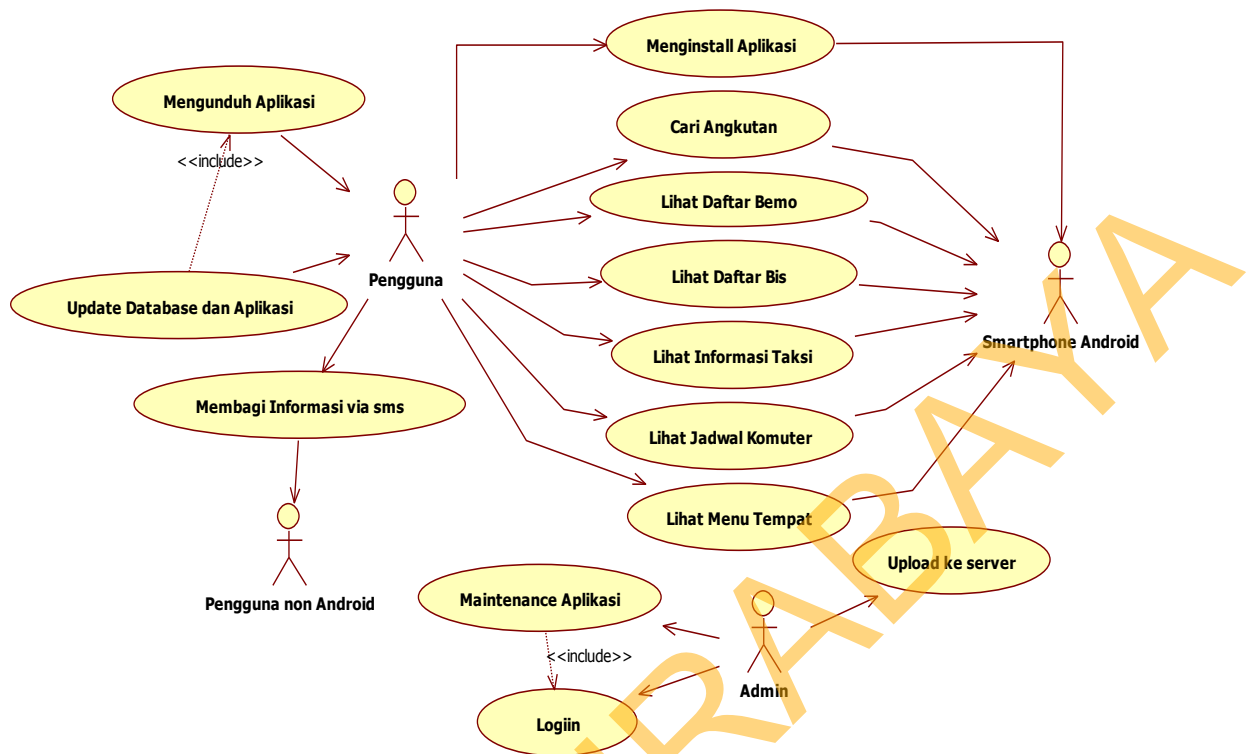 Menginstall Aplikasi
Mengunduh Aplikasi
Cari Angkutan
<<include>>
Lihat Daftar Bemo
Pengguna
Lihat Daftar Bis
Update Database dan Aplikasi
Smartphone Android
Lihat Informasi Taksi
Membagi Informasi via sms
Lihat Jadwal Komuter
Lihat Menu Tempat
Upload ke server
Pengguna non Android
Maintenance Aplikasi
<<include>>
Admin
Logiin
RABAYA